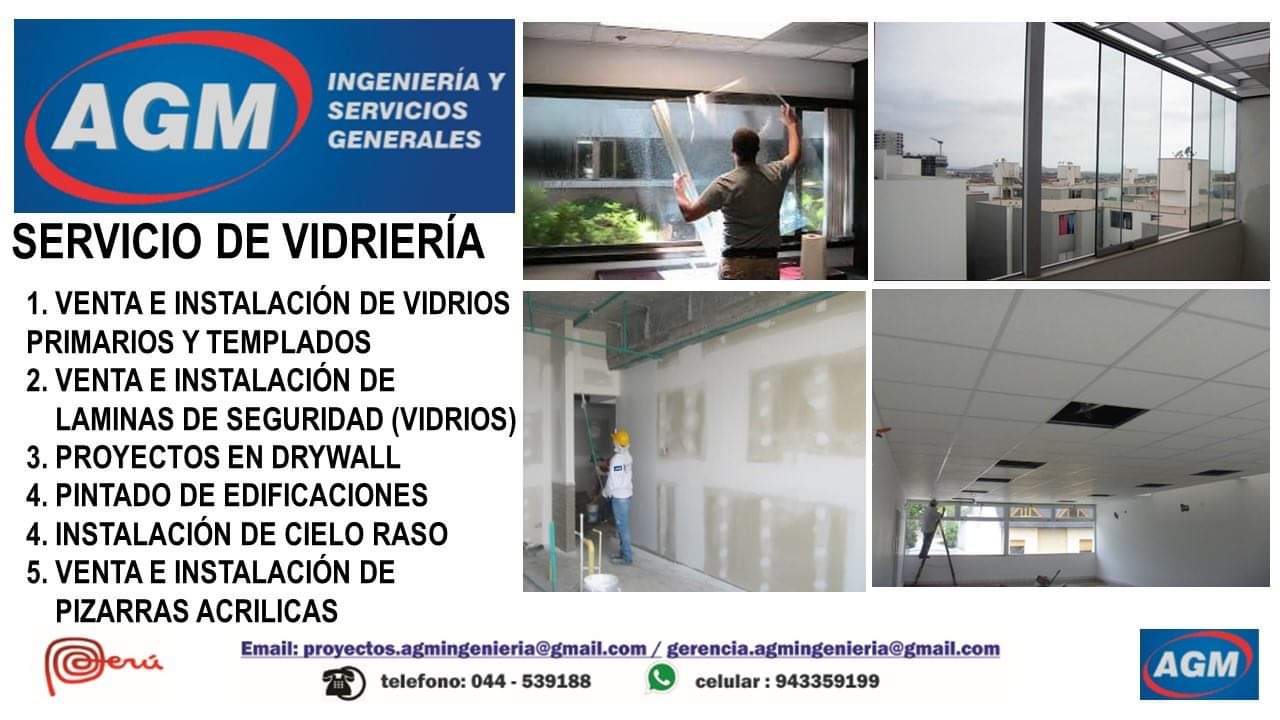 AGM
INGENIERÍA Y
SERVICIOS
GENERALES
SERVICIO DE VIDRIERÍA
1. VENTA E INSTALACIÓN DE VIDRIOS
PRIMARIOS Y TEMPLADOS
2. VENTA E INSTALACIÓN DE
LAMINAS DE SEGURIDAD (VIDRIOS)
3. PROYECTOS EN DRYWALL
4. PINTADO DE EDIFICACIONES
4. INSTALACIÓN DE CIELO RASO
5. VENTA E INSTALACIÓN DE
PIZARRAS ACRILICAS
Perú
Email: proyectos.agmingenieria@gmail.com / gerencia.agmingenieria@gmail.com
telefono: 044 - 539188
celular : 943359199
AGM